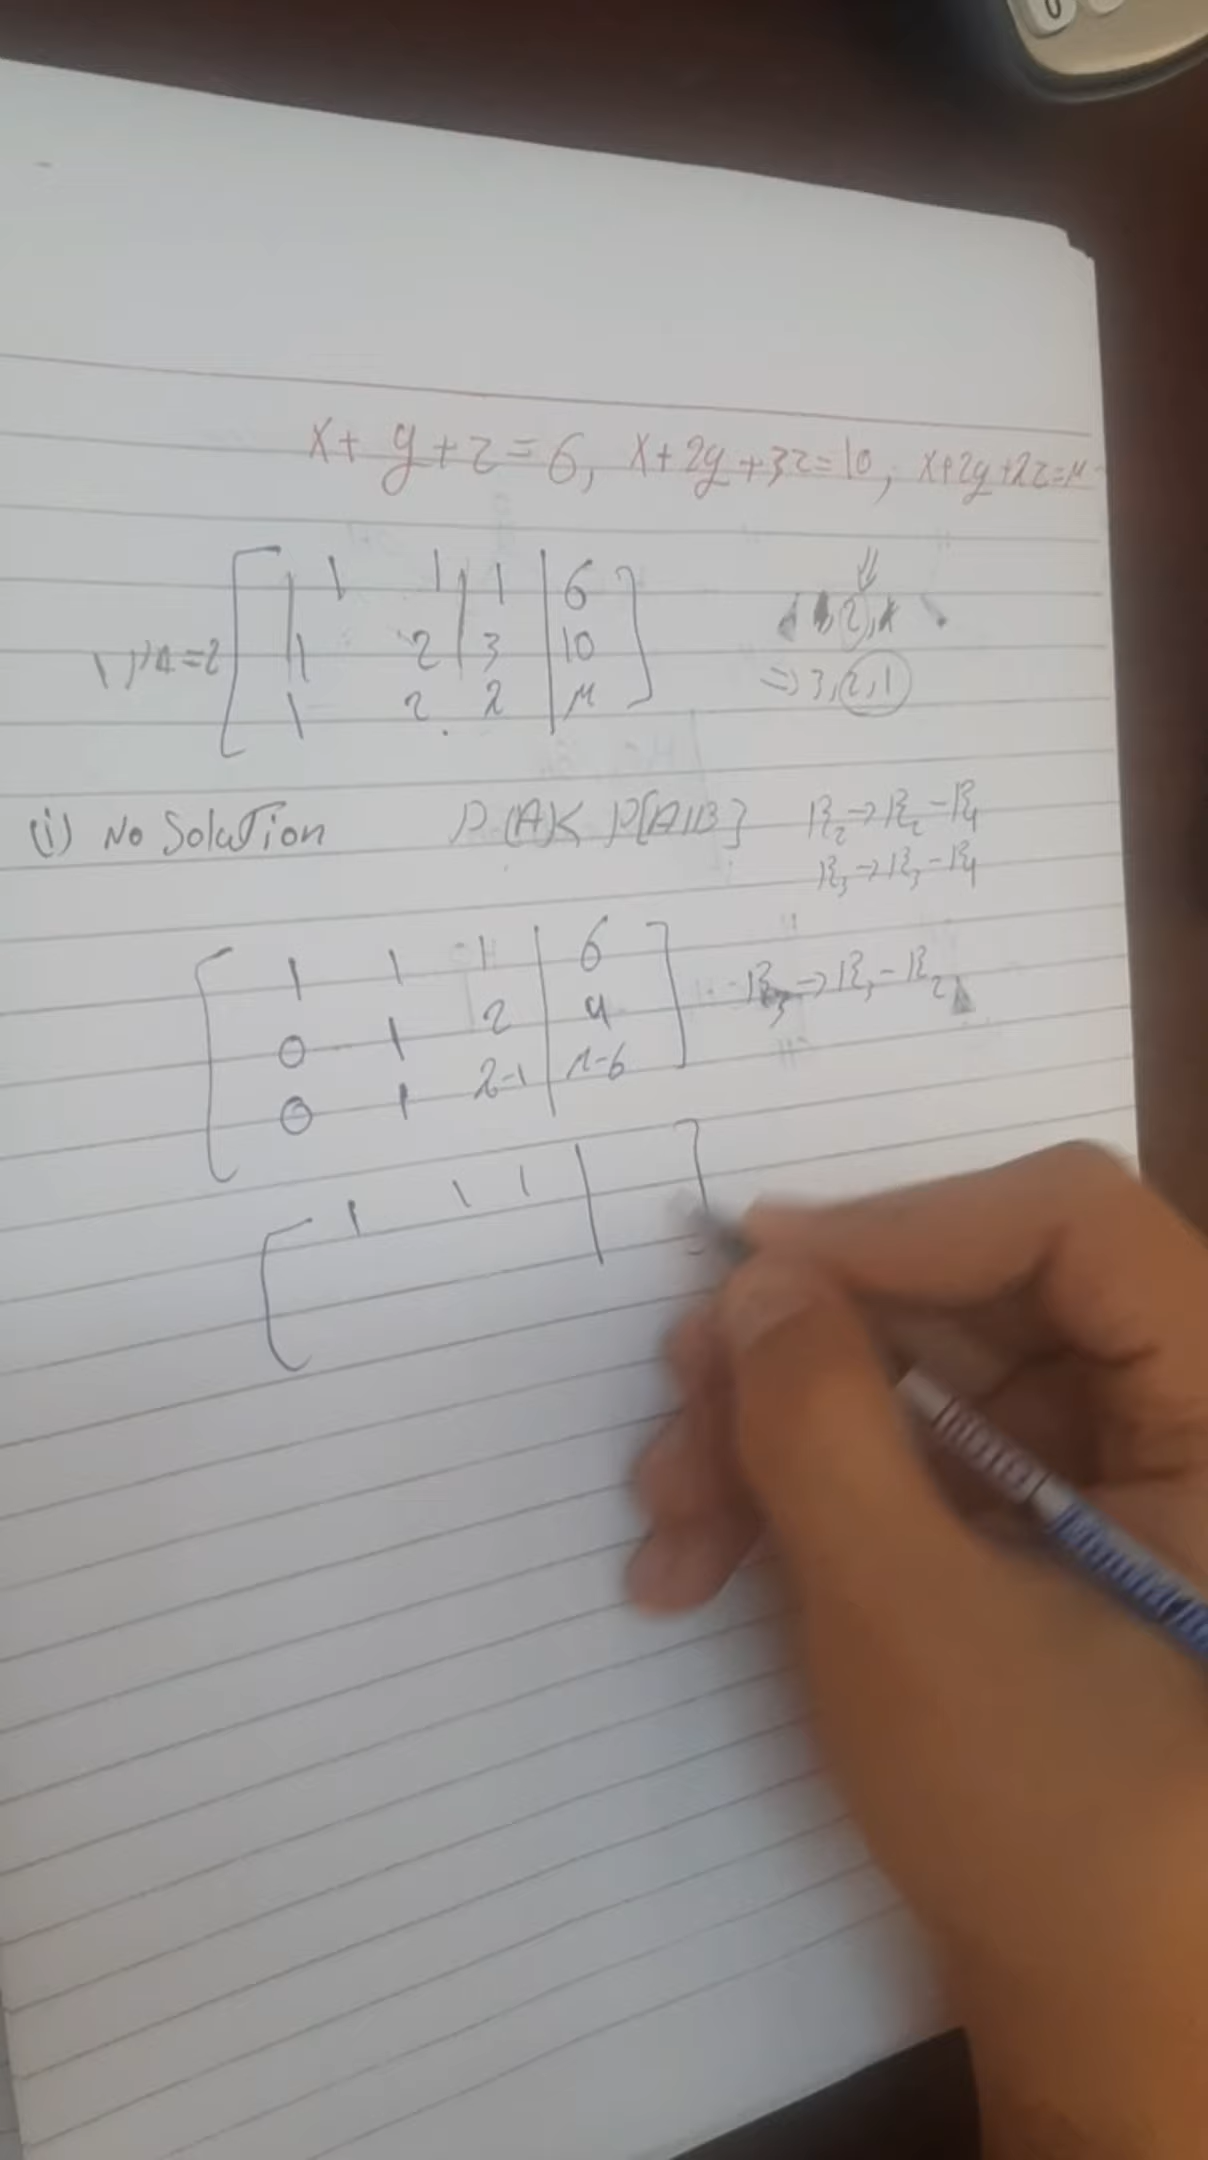 x + y + z = 6, x + 2y + 3z = 10, x + 2y + λz = μ
1 1 1 | 6
1 2 3 | 10
1 2 λ | μ
⇒ 3, 2, 1
(i) No Solution ρ(A) < ρ[A|B] R₂ → R₂ - R₁
R₃ → R₃ - R₁
1 1 1 | 6
0 1 2 | 4
0 1 λ-1 | μ-6
R₃ → R₃ - R₂
1 1 1 |